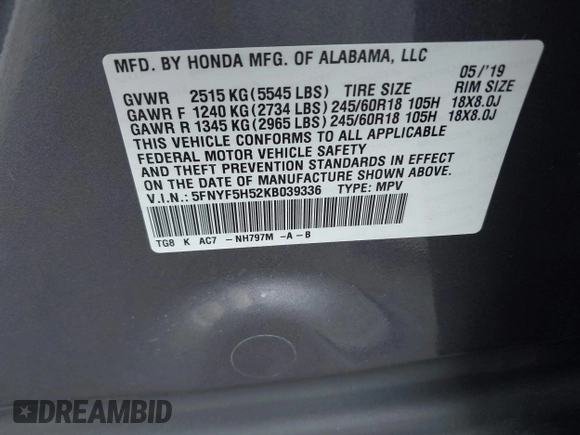 MFD. BY HONDA MFG. OF ALABAMA, LLC
05/'19
GVWR 2515 KG(5545 LBS) TIRE SIZE RIM SIZE
GAWR F 1240 KG(2734 LBS) 245/60R18 105H 18X8.0J
GAWR R 1345 KG(2965 LBS) 245/60R18 105H 18X8.0J
THIS VEHICLE CONFORMS TO ALL APPLICABLE
FEDERAL MOTOR VEHICLE SAFETY
AND THEFT PREVENTION STANDARDS IN EFFECT
ON THE DATE OF MANUFACTURE SHOWN ABOVE.
V.I.N.: 5FNYF5H52KB039336 TYPE: MPV
TG8 K AC7 -NH797M -A-B
DREAMBID